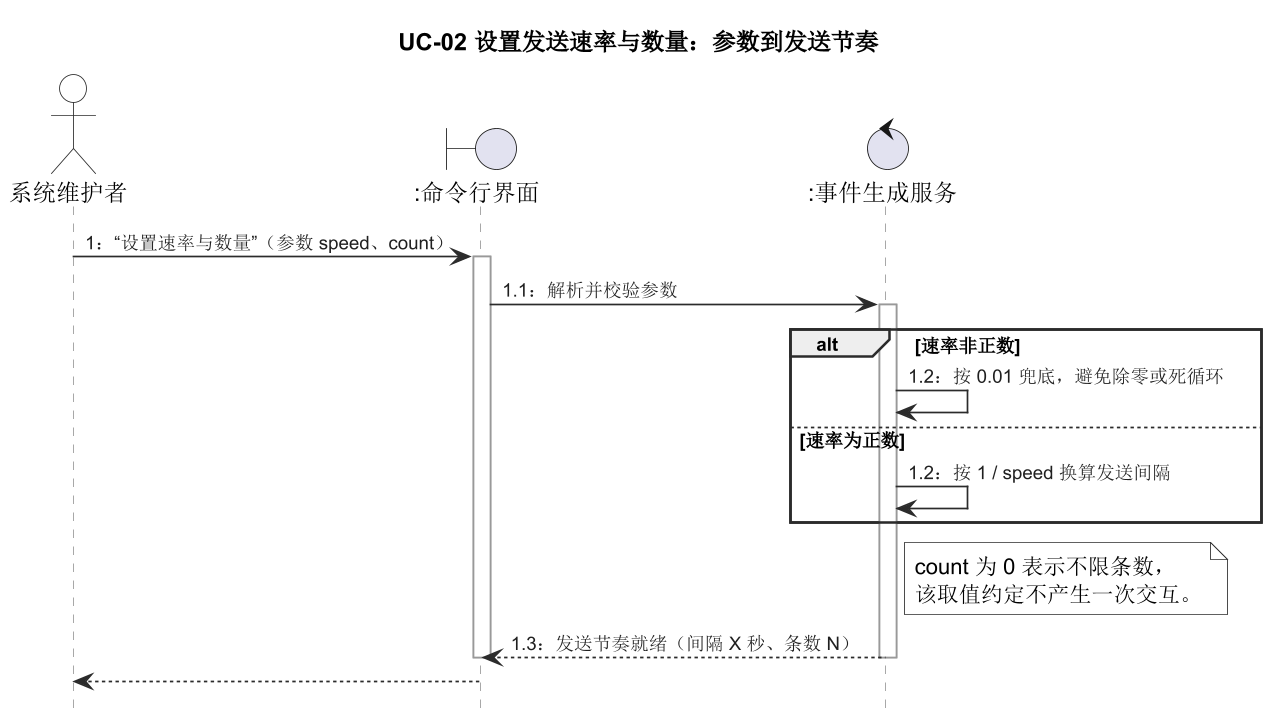 UC-02 设置发送速率与数量：参数到发送节奏
系统维护者
:命令行界面
:事件生成服务
1：“设置速率与数量”（参数 speed、count）
1.1：解析并校验参数
alt
[速率非正数]
1.2：按 0.01 兜底，避免除零或死循环
[速率为正数]
1.2：按 1 / speed 换算发送间隔
count 为 0 表示不限条数，
该取值约定不产生一次交互。
1.3：发送节奏就绪（间隔 X 秒、条数 N）